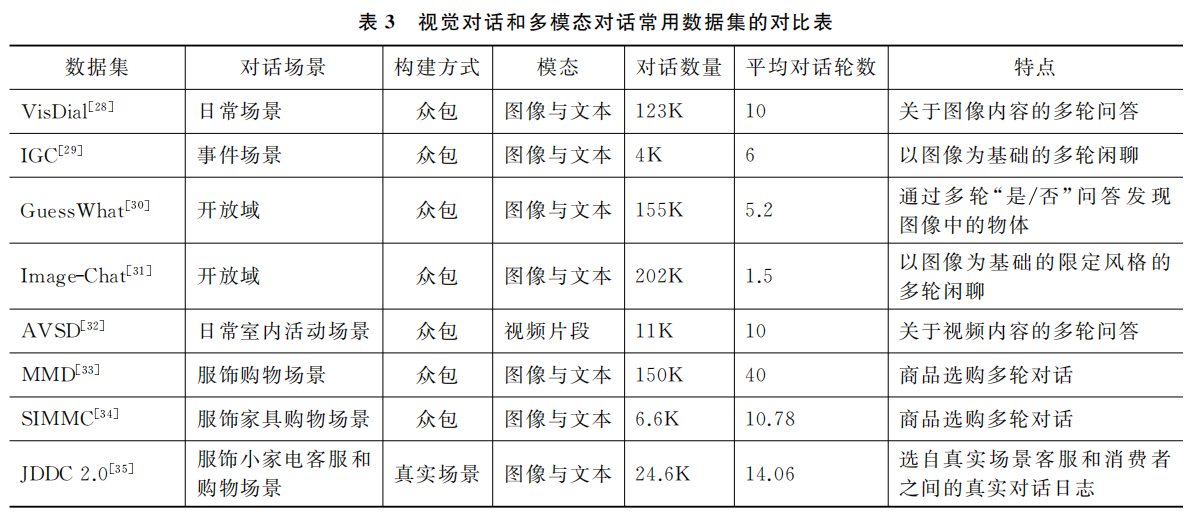 表 3 视觉对话和多模态对话常用数据集的对比表
数据集 对话场景 构建方式 模态 对话数量 平均对话轮数 特点
VisDial[28] 日常场景 众包 图像与文本 123K 10 关于图像内容的多轮问答
IGC[29] 事件场景 众包 图像与文本 4K 6 以图像为基础的多轮闲聊
GuessWhat[30] 开放域 众包 图像与文本 155K 5.2 通过多轮“是/否”问答发现
图像中的物体
Image-Chat[31] 开放域 众包 图像与文本 202K 1.5 以图像为基础的限定风格的
多轮闲聊
AVSD[32] 日常室内活动场景 众包 视频片段 11K 10 关于视频内容的多轮问答
MMD[33] 服饰购物场景 众包 图像与文本 150K 40 商品选购多轮对话
SIMMC[34] 服饰家具购物场景 众包 图像与文本 6.6K 10.78 商品选购多轮对话
JDDC 2.0[35] 服饰小家电客服和
购物场景 真实场景 图像与文本 24.6K 14.06 选自真实场景客服和消费者
之间的真实对话日志